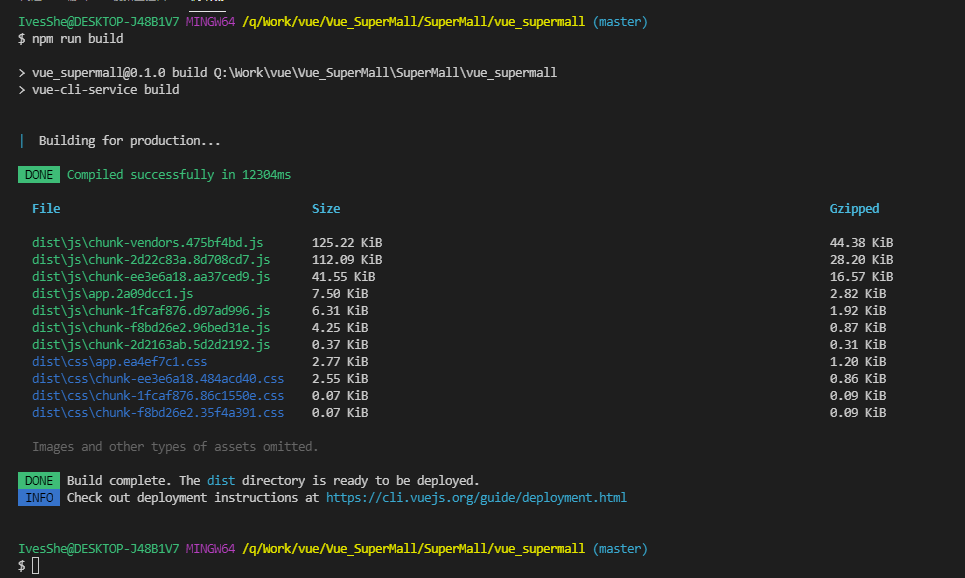 IvesShe@DESKTOP-J48B1V7 MINGW64 /q/Work/vue/Vue_SuperMall/SuperMall/vue_supermall (master)
$ npm run build
> vue_supermall@0.1.0 build Q:\Work\vue\Vue_SuperMall\SuperMall\vue_supermall
> vue-cli-service build
| Building for production...
DONE Compiled successfully in 12304ms
File Size Gzipped
dist\js\chunk-vendors.475bf4bd.js 125.22 KiB 44.38 KiB
dist\js\chunk-2d22c83a.8d708cd7.js 112.09 KiB 28.20 KiB
dist\js\chunk-ee3e6a18.aa37ced9.js 41.55 KiB 16.57 KiB
dist\js\app.2a09dcc1.js 7.50 KiB 2.82 KiB
dist\js\chunk-1fcaf876.d97ad996.js 6.31 KiB 1.92 KiB
dist\js\chunk-f8bd26e2.96bed31e.js 4.25 KiB 0.87 KiB
dist\js\chunk-2d2163ab.5d2d2192.js 0.37 KiB 0.31 KiB
dist\css\app.ea4ef7c1.css 2.77 KiB 1.20 KiB
dist\css\chunk-ee3e6a18.484acd40.css 2.55 KiB 0.86 KiB
dist\css\chunk-1fcaf876.86c1550e.css 0.07 KiB 0.09 KiB
dist\css\chunk-f8bd26e2.35f4a391.css 0.07 KiB 0.09 KiB
Images and other types of assets omitted.
DONE Build complete. The dist directory is ready to be deployed.
INFO Check out deployment instructions at https://cli.vuejs.org/guide/deployment.html
IvesShe@DESKTOP-J48B1V7 MINGW64 /q/Work/vue/Vue_SuperMall/SuperMall/vue_supermall (master)
$